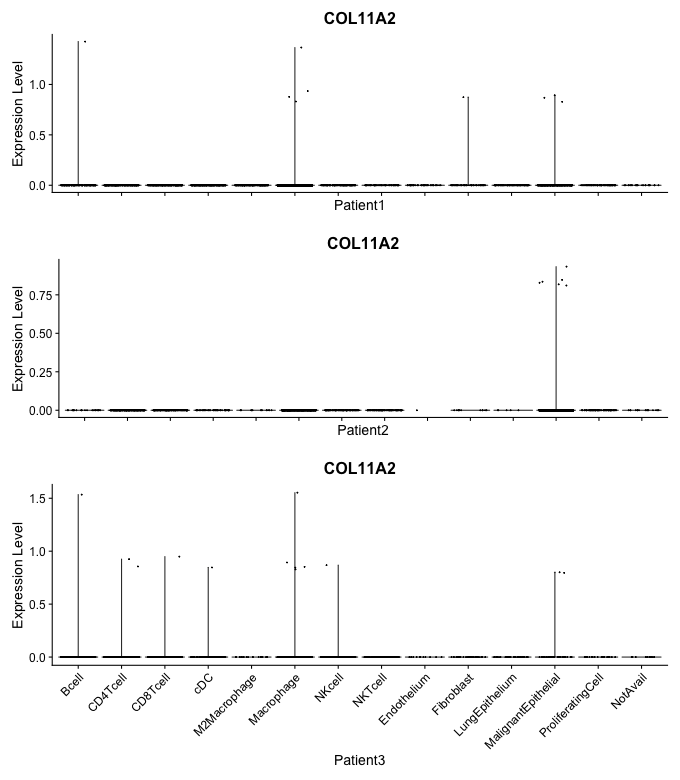 COL11A2
Expression Level
1.0
0.5
0.0
Patient1
COL11A2
Expression Level
0.75
0.50
0.25
0.00
Patient2
COL11A2
Expression Level
1.5
1.0
0.5
0.0
Bcell
CD4Tcell
CD8Tcell
cDC
M2Macrophage
Macrophage
NKcell
NKTcell
Endothelium
Fibroblast
LungEpithelium
MalignantEpithelial
ProliferatingCell
NotAvail
Patient3